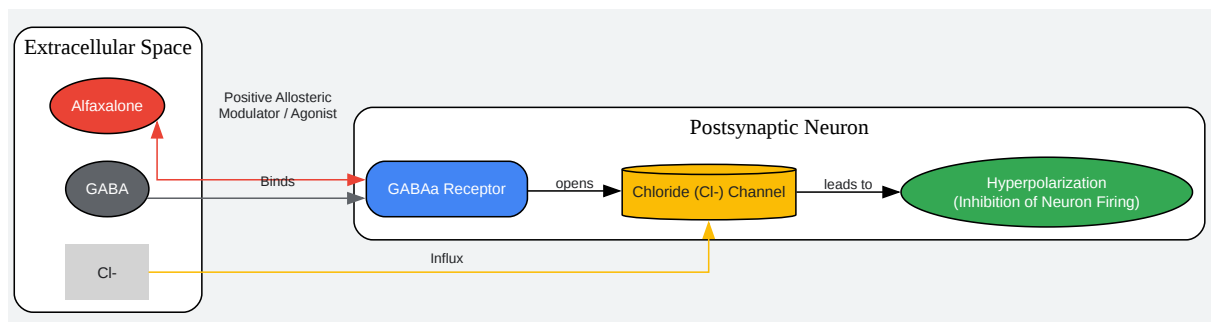 Extracellular Space
Alfaxalone
GABA
Cl-
Positive Allosteric
Modulator / Agonist
Binds
Influx
Postsynaptic Neuron
GABAa Receptor
opens
Chloride (Cl-) Channel
leads to
Hyperpolarization
(Inhibition of Neuron Firing)